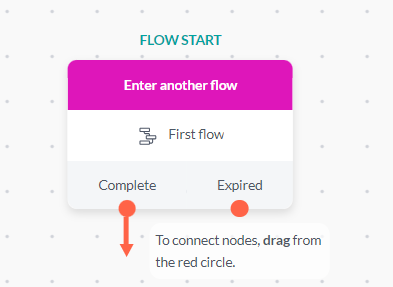 FLOW START
Enter another flow
First flow
Complete Expired
To connect nodes, drag from
the red circle.